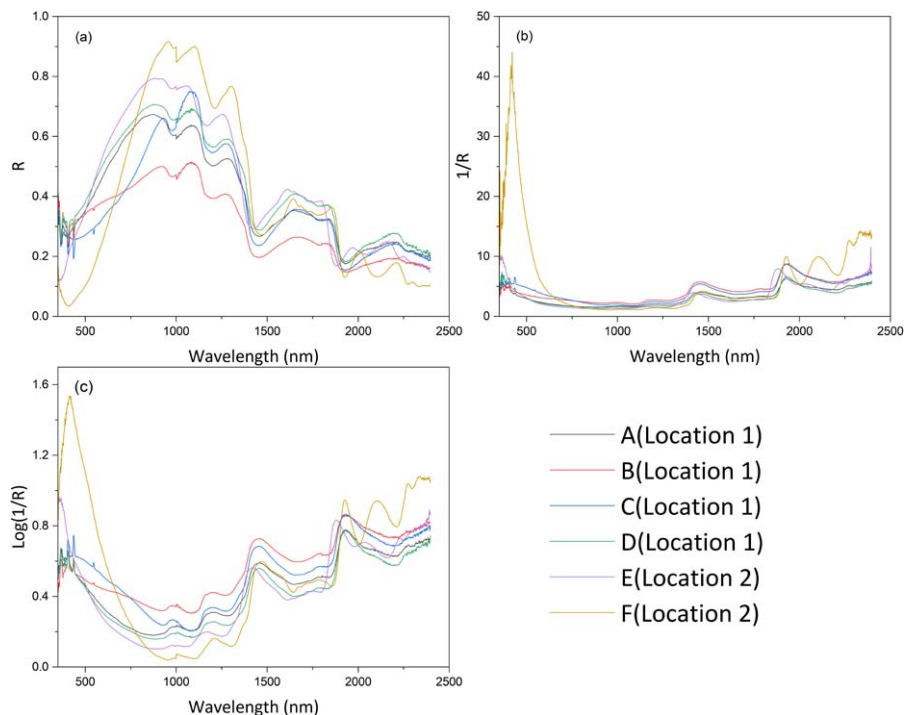 (a)
1.0
0.8
0.6
0.4
0.2
0.0
R
500 1000 1500 2000 2500
Wavelength (nm)
(b)
50
40
30
20
10
0
1/R
500 1000 1500 2000 2500
Wavelength (nm)
(c)
1.6
1.2
0.8
0.4
0.0
Log(1/R)
500 1000 1500 2000 2500
Wavelength (nm)
A(Location 1)
B(Location 1)
C(Location 1)
D(Location 1)
E(Location 2)
F(Location 2)